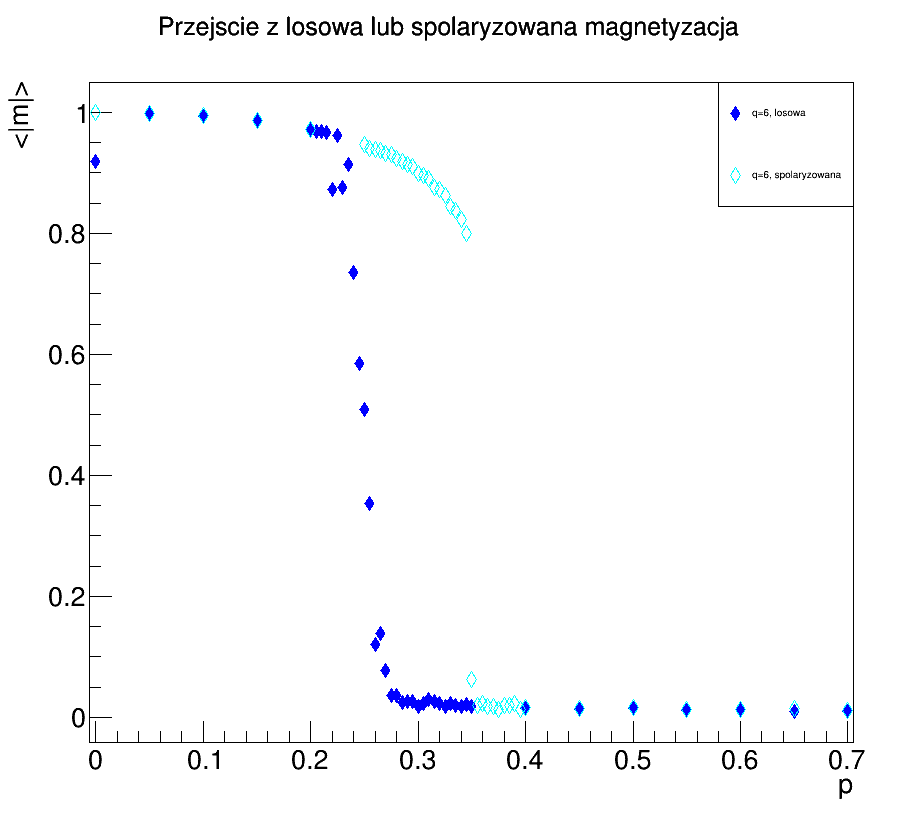 Przejscie z losowa lub spolaryzowana magnetyzacja
<|m|>
q=6, losowa
q=6, spolaryzowana
1
0.8
0.6
0.4
0.2
0
0 0.1 0.2 0.3 0.4 0.5 0.6 0.7
p